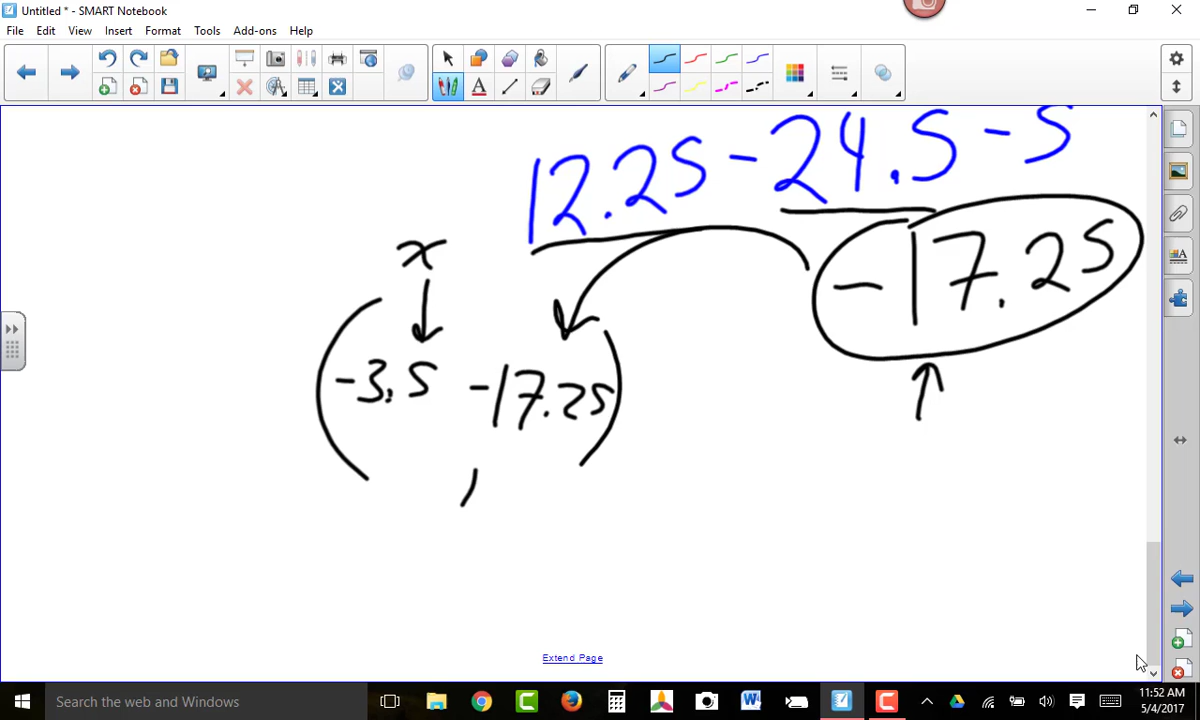 Untitled * - SMART Notebook
File Edit View Insert Format Tools Add-ons Help
12.25 - 24.5 - 5
x
-17.25
(-3.5 , -17.25)
Extend Page
Search the web and Windows
11:52 AM
5/4/2017